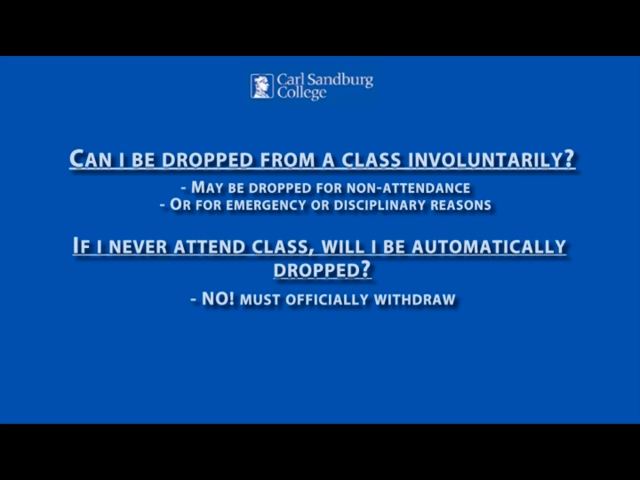 Carl Sandburg
College
CAN I BE DROPPED FROM A CLASS INVOLUNTARILY?
- MAY BE DROPPED FOR NON-ATTENDANCE
- OR FOR EMERGENCY OR DISCIPLINARY REASONS
IF I NEVER ATTEND CLASS, WILL I BE AUTOMATICALLY
DROPPED?
- NO! MUST OFFICIALLY WITHDRAW